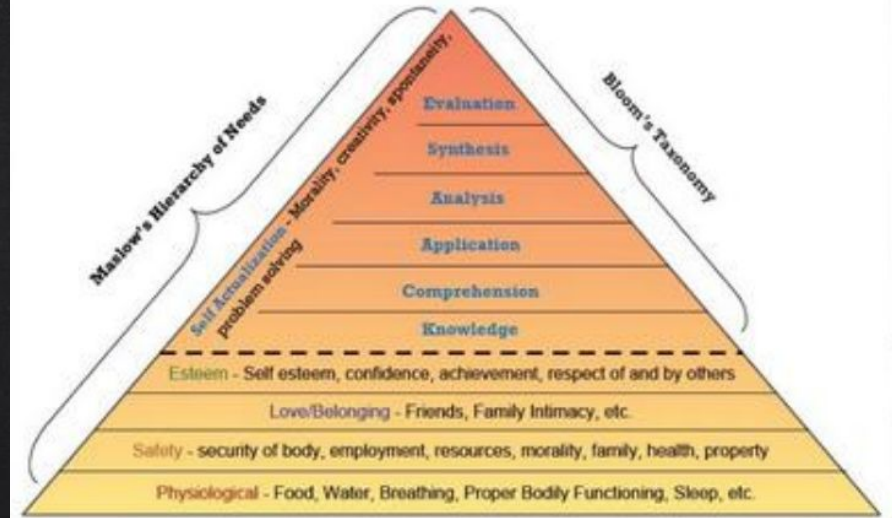 Maslow's Hierarchy of Needs
Bloom's Taxonomy
Self Actualization - Morality, creativity, spontaneity,
problem solving
Evaluation
Synthesis
Analysis
Application
Comprehension
Knowledge
Esteem - Self esteem, confidence, achievement, respect of and by others
Love/Belonging - Friends, Family Intimacy, etc.
Safety - security of body, employment, resources, morality, family, health, property
Physiological - Food, Water, Breathing, Proper Bodily Functioning, Sleep, etc.